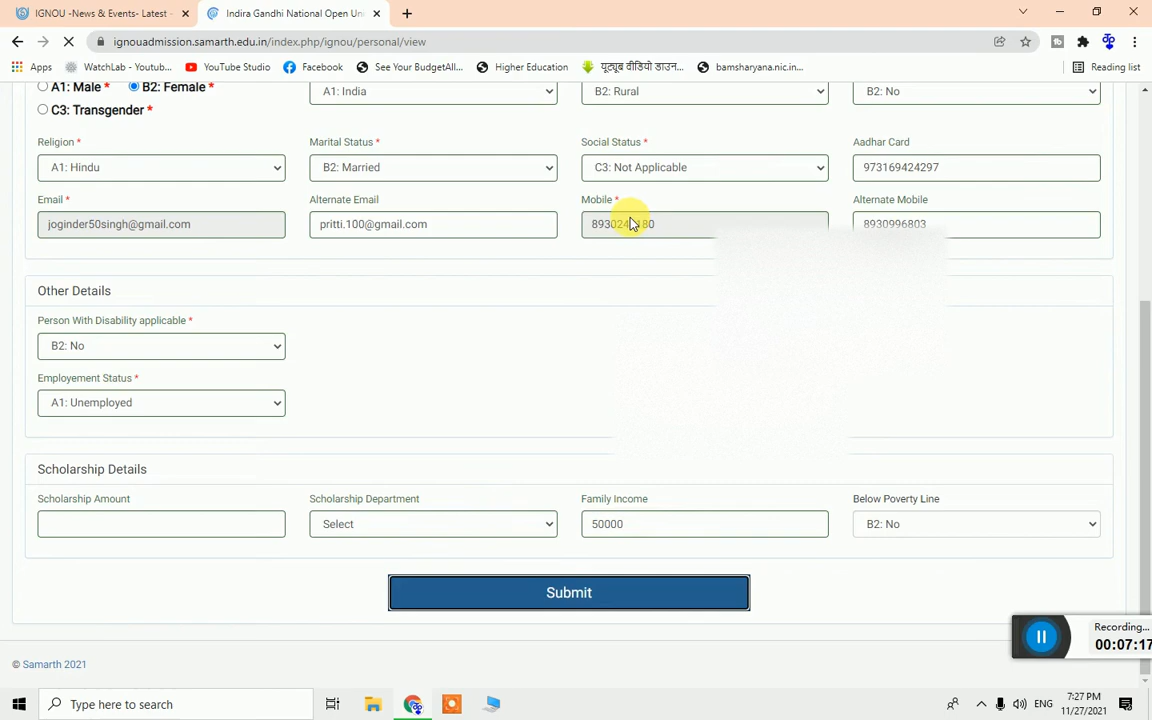 IGNOU -News & Events- Latest -
Indira Gandhi National Open Uni
ignouadmission.samarth.edu.in/index.php/ignou/personal/view
Apps WatchLab - Youtub... YouTube Studio Facebook See Your BudgetAll... Higher Education यूट्यूब वीडियो डाउन... bamsharyana.nic.in... Reading list
A1: Male * B2: Female * A1: India B2: Rural B2: No
C3: Transgender *
Religion * Marital Status * Social Status * Aadhar Card
A1: Hindu B2: Married C3: Not Applicable 973169424297
Email * Alternate Email Mobile * Alternate Mobile
joginder50singh@gmail.com pritti.100@gmail.com 8930996803
Other Details
Person With Disability applicable *
B2: No
Employement Status *
A1: Unemployed
Scholarship Details
Scholarship Amount Scholarship Department Family Income Below Poverty Line
Select 50000 B2: No
Submit
Recording...
00:07:17
© Samarth 2021
Type here to search
ENG
7:27 PM
11/27/2021